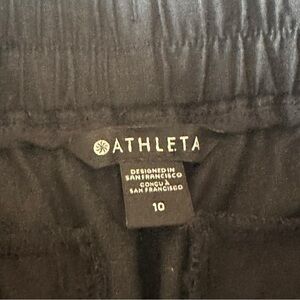 ATHLETA
DESIGNED IN
SAN FRANCISCO
CONÇU À
SAN FRANCISCO
10